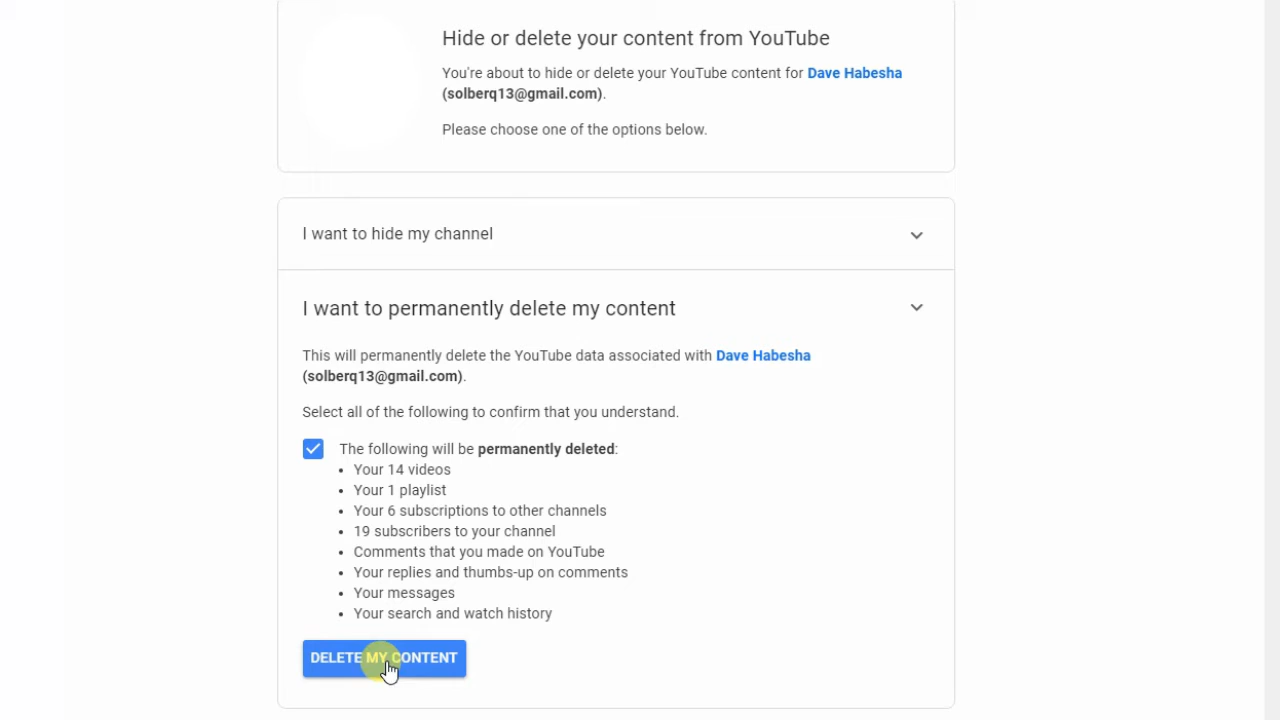 Hide or delete your content from YouTube
You're about to hide or delete your YouTube content for Dave Habesha
(solberq13@gmail.com).
Please choose one of the options below.
I want to hide my channel
I want to permanently delete my content
This will permanently delete the YouTube data associated with Dave Habesha
(solberq13@gmail.com).
Select all of the following to confirm that you understand.
The following will be permanently deleted:
• Your 14 videos
• Your 1 playlist
• Your 6 subscriptions to other channels
• 19 subscribers to your channel
• Comments that you made on YouTube
• Your replies and thumbs-up on comments
• Your messages
• Your search and watch history
DELETE MY CONTENT